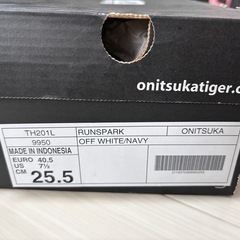 onitsukatiger.c
TH201L RUNSPARK ONITSUKA
9950 OFF WHITE/NAVY
MADE IN INDONESIA
EURO 40.5
US 7½
CM 25.5